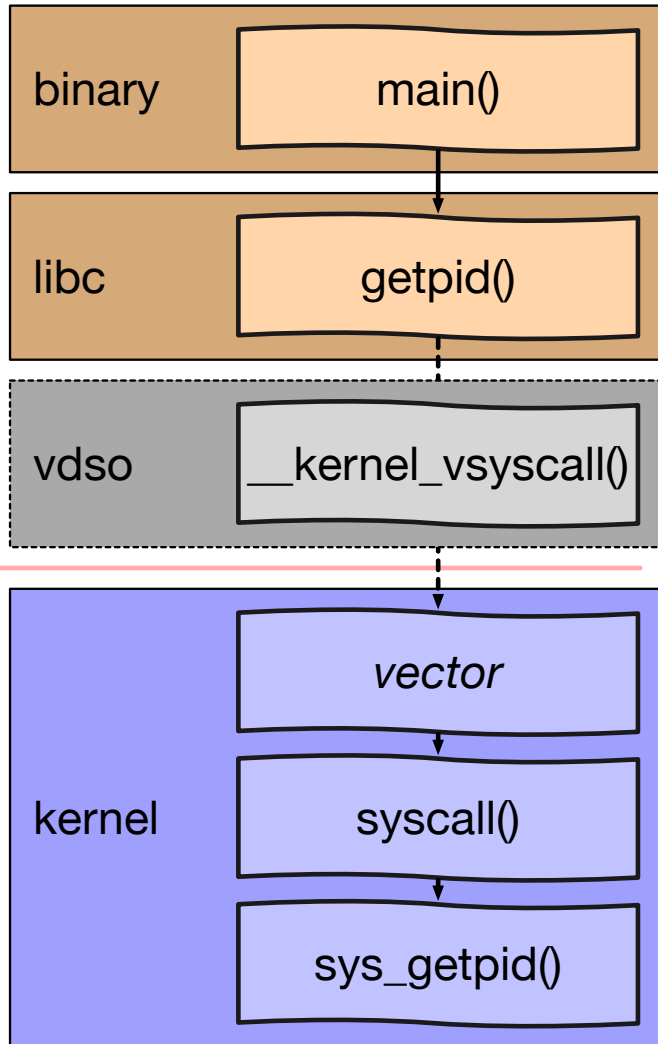 binary main()
libc getpid()
vdso __kernel_vsyscall()
vector
kernel syscall()
sys_getpid()